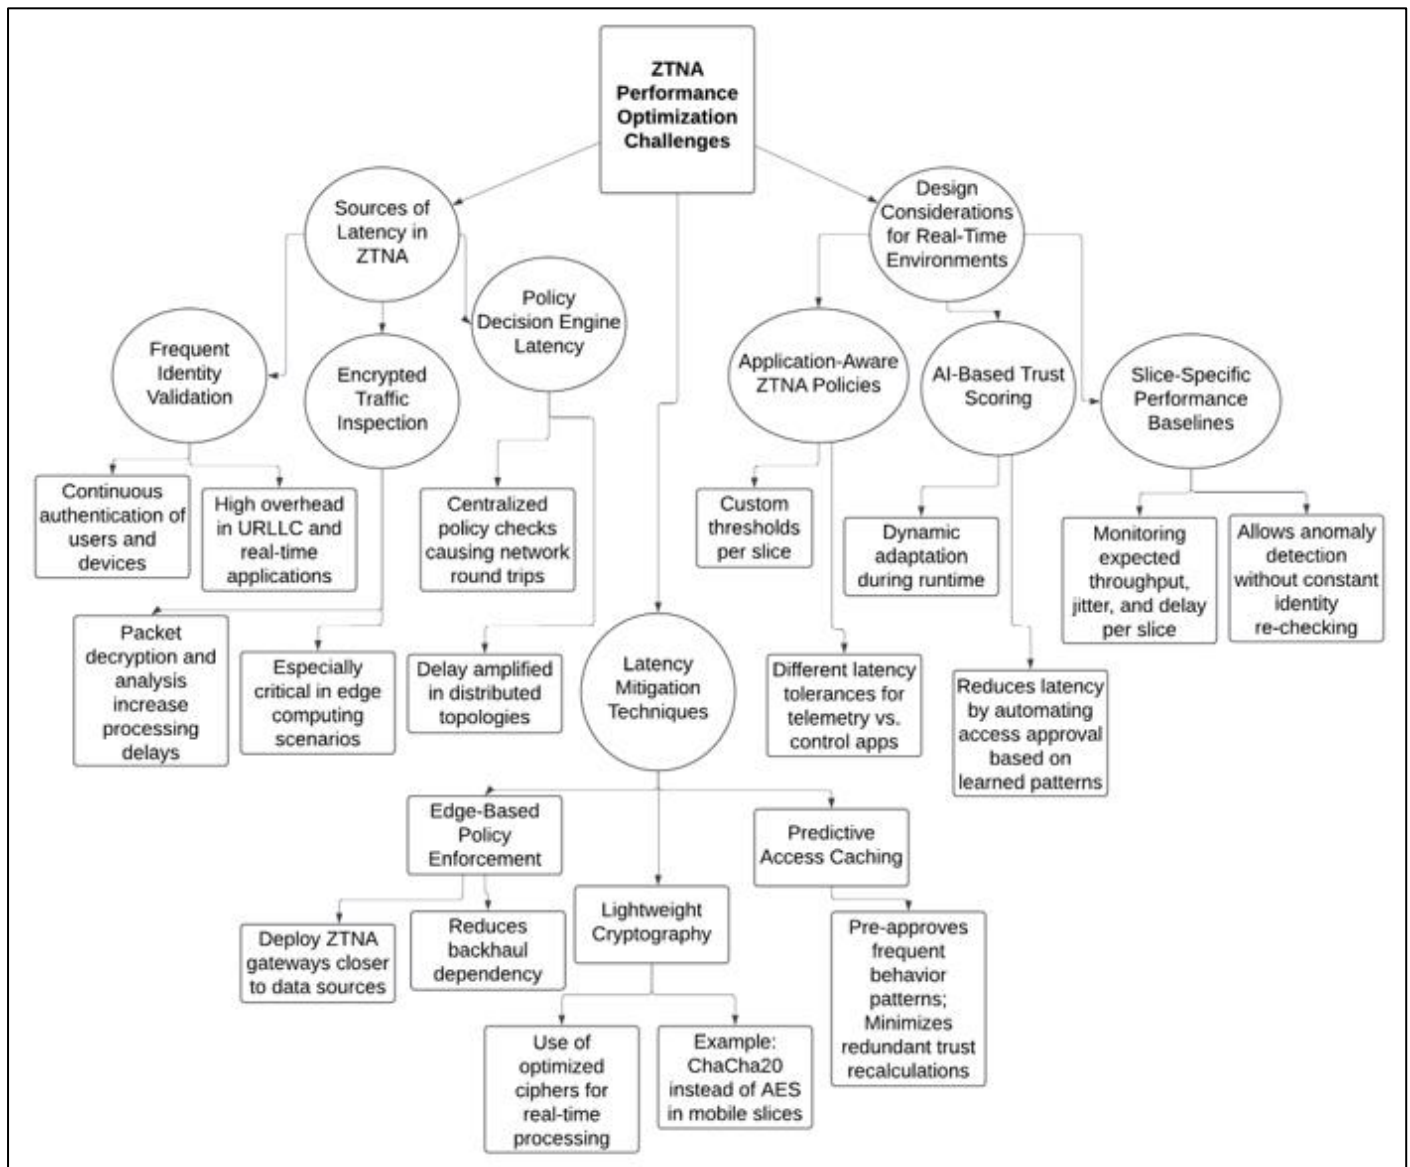 ZTNA
Performance
Optimization
Challenges
Sources of
Latency in
ZTNA
Design
Considerations
for Real-Time
Environments
Policy
Decision Engine
Latency
Frequent
Identity
Validation
Encrypted
Traffic
Inspection
Application-Aware
ZTNA Policies
AI-Based Trust
Scoring
Slice-Specific
Performance
Baselines
Continuous
authentication of
users and
devices
High overhead
in URLLC and
real-time
applications
Centralized
policy checks
causing network
round trips
Custom
thresholds
per slice
Dynamic
adaptation
during runtime
Monitoring
expected
throughput,
jitter, and delay
per slice
Allows anomaly
detection
without constant
identity
re-checking
Packet
decryption and
analysis
increase
processing
delays
Especially
critical in edge
computing
scenarios
Delay amplified
in distributed
topologies
Latency
Mitigation
Techniques
Different latency
tolerances for
telemetry vs.
control apps
Reduces latency
by automating
access approval
based on
learned patterns
Edge-Based
Policy
Enforcement
Predictive
Access Caching
Lightweight
Cryptography
Deploy ZTNA
gateways closer
to data sources
Reduces
backhaul
dependency
Pre-approves
frequent
behavior
patterns;
Minimizes
redundant trust
recalculations
Use of
optimized
ciphers for
real-time
processing
Example:
ChaCha20
instead of AES
in mobile slices